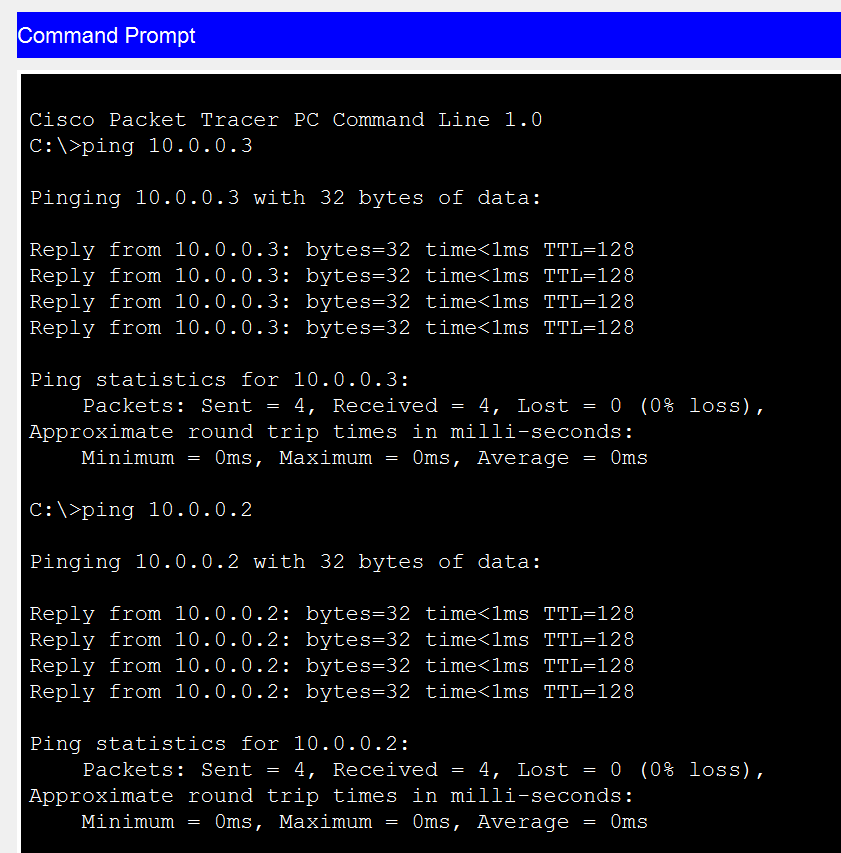 Command Prompt
Cisco Packet Tracer PC Command Line 1.0
C:\>ping 10.0.0.3
Pinging 10.0.0.3 with 32 bytes of data:
Reply from 10.0.0.3: bytes=32 time<1ms TTL=128
Reply from 10.0.0.3: bytes=32 time<1ms TTL=128
Reply from 10.0.0.3: bytes=32 time<1ms TTL=128
Reply from 10.0.0.3: bytes=32 time<1ms TTL=128
Ping statistics for 10.0.0.3:
    Packets: Sent = 4, Received = 4, Lost = 0 (0% loss),
Approximate round trip times in milli-seconds:
    Minimum = 0ms, Maximum = 0ms, Average = 0ms
C:\>ping 10.0.0.2
Pinging 10.0.0.2 with 32 bytes of data:
Reply from 10.0.0.2: bytes=32 time<1ms TTL=128
Reply from 10.0.0.2: bytes=32 time<1ms TTL=128
Reply from 10.0.0.2: bytes=32 time<1ms TTL=128
Reply from 10.0.0.2: bytes=32 time<1ms TTL=128
Ping statistics for 10.0.0.2:
    Packets: Sent = 4, Received = 4, Lost = 0 (0% loss),
Approximate round trip times in milli-seconds:
    Minimum = 0ms, Maximum = 0ms, Average = 0ms